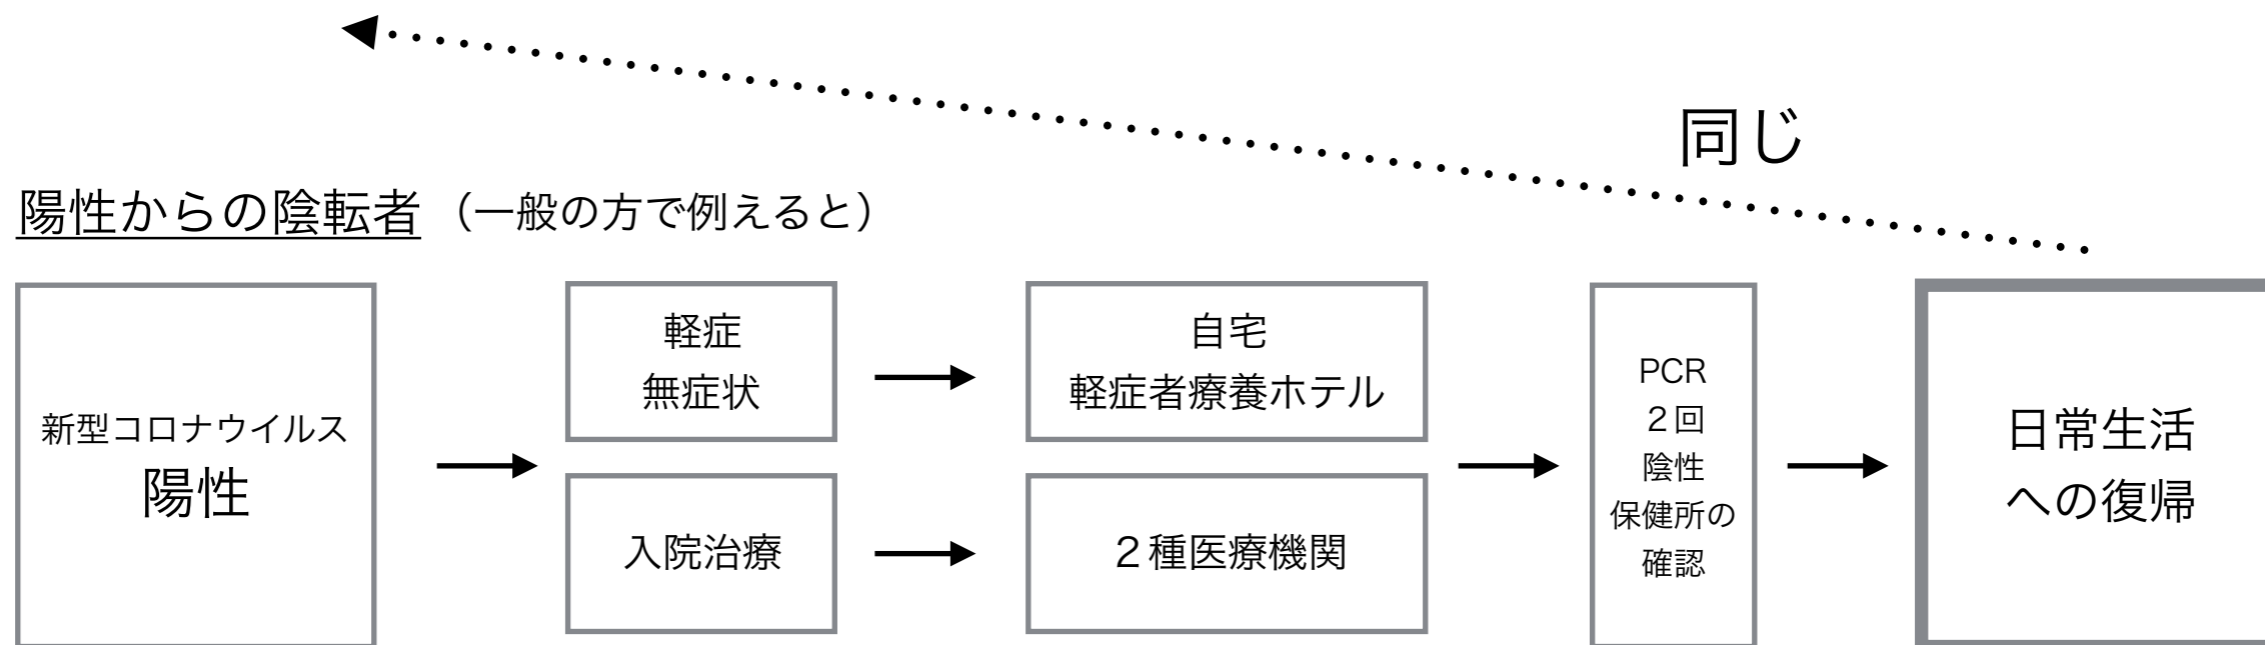 同じ
陽性からの陰転者（一般の方で例えると）
新型コロナウイルス
陽性
軽症
無症状
入院治療
自宅
軽症者療養ホテル
２種医療機関
PCR
２回
陰性
保健所の
確認
日常生活
への復帰